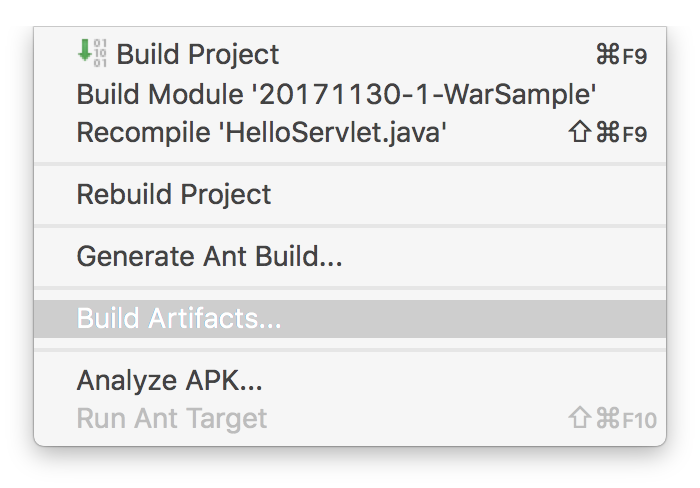 Build Project ⌘F9
Build Module '20171130-1-WarSample'
Recompile 'HelloServlet.java' ⇧⌘F9
Rebuild Project
Generate Ant Build...
Build Artifacts...
Analyze APK...
Run Ant Target ⇧⌘F10